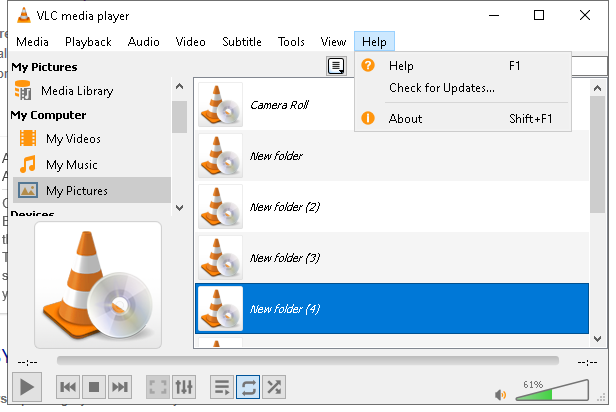 VLC media player
Media Playback Audio Video Subtitle Tools View Help
My Pictures
Media Library
My Computer
My Videos
My Music
My Pictures
Devices
Camera Roll
New folder
New folder (2)
New folder (3)
New folder (4)
Help F1
Check for Updates...
About Shift+F1
--:-- --:--
61%